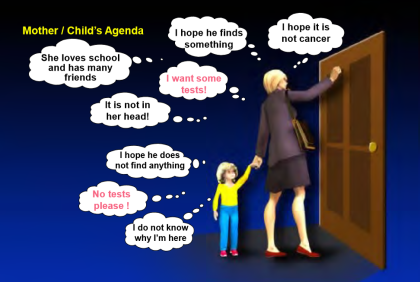 Mother / Child's Agenda
I hope he finds
something
I hope it is
not cancer
She loves school
and has many
friends
I want some
tests!
It is not in
her head!
I hope he does
not find anything
No tests
please !
I do not know
why I'm here